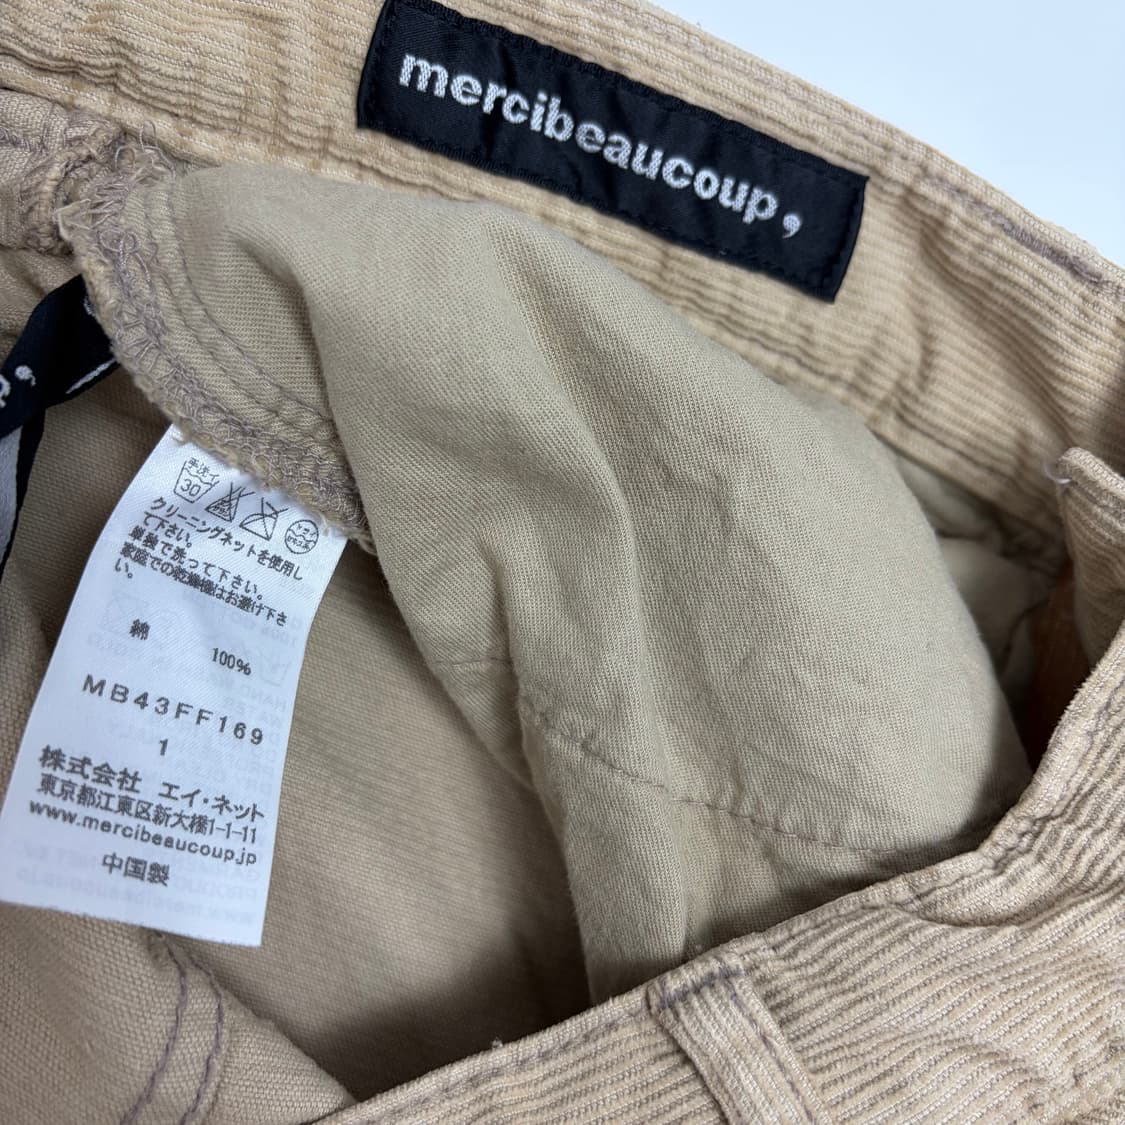 mercibeaucoup,
手洗イ
30
クリーニングネットを使用し
て下さい。
単独で洗って下さい。
家庭での乾燥機はお避け下さ
い。
綿
100%
MB43FF169
1
株式会社 エイ・ネット
東京都江東区新大橋1-1-11
www.mercibeaucoup.jp
中国製